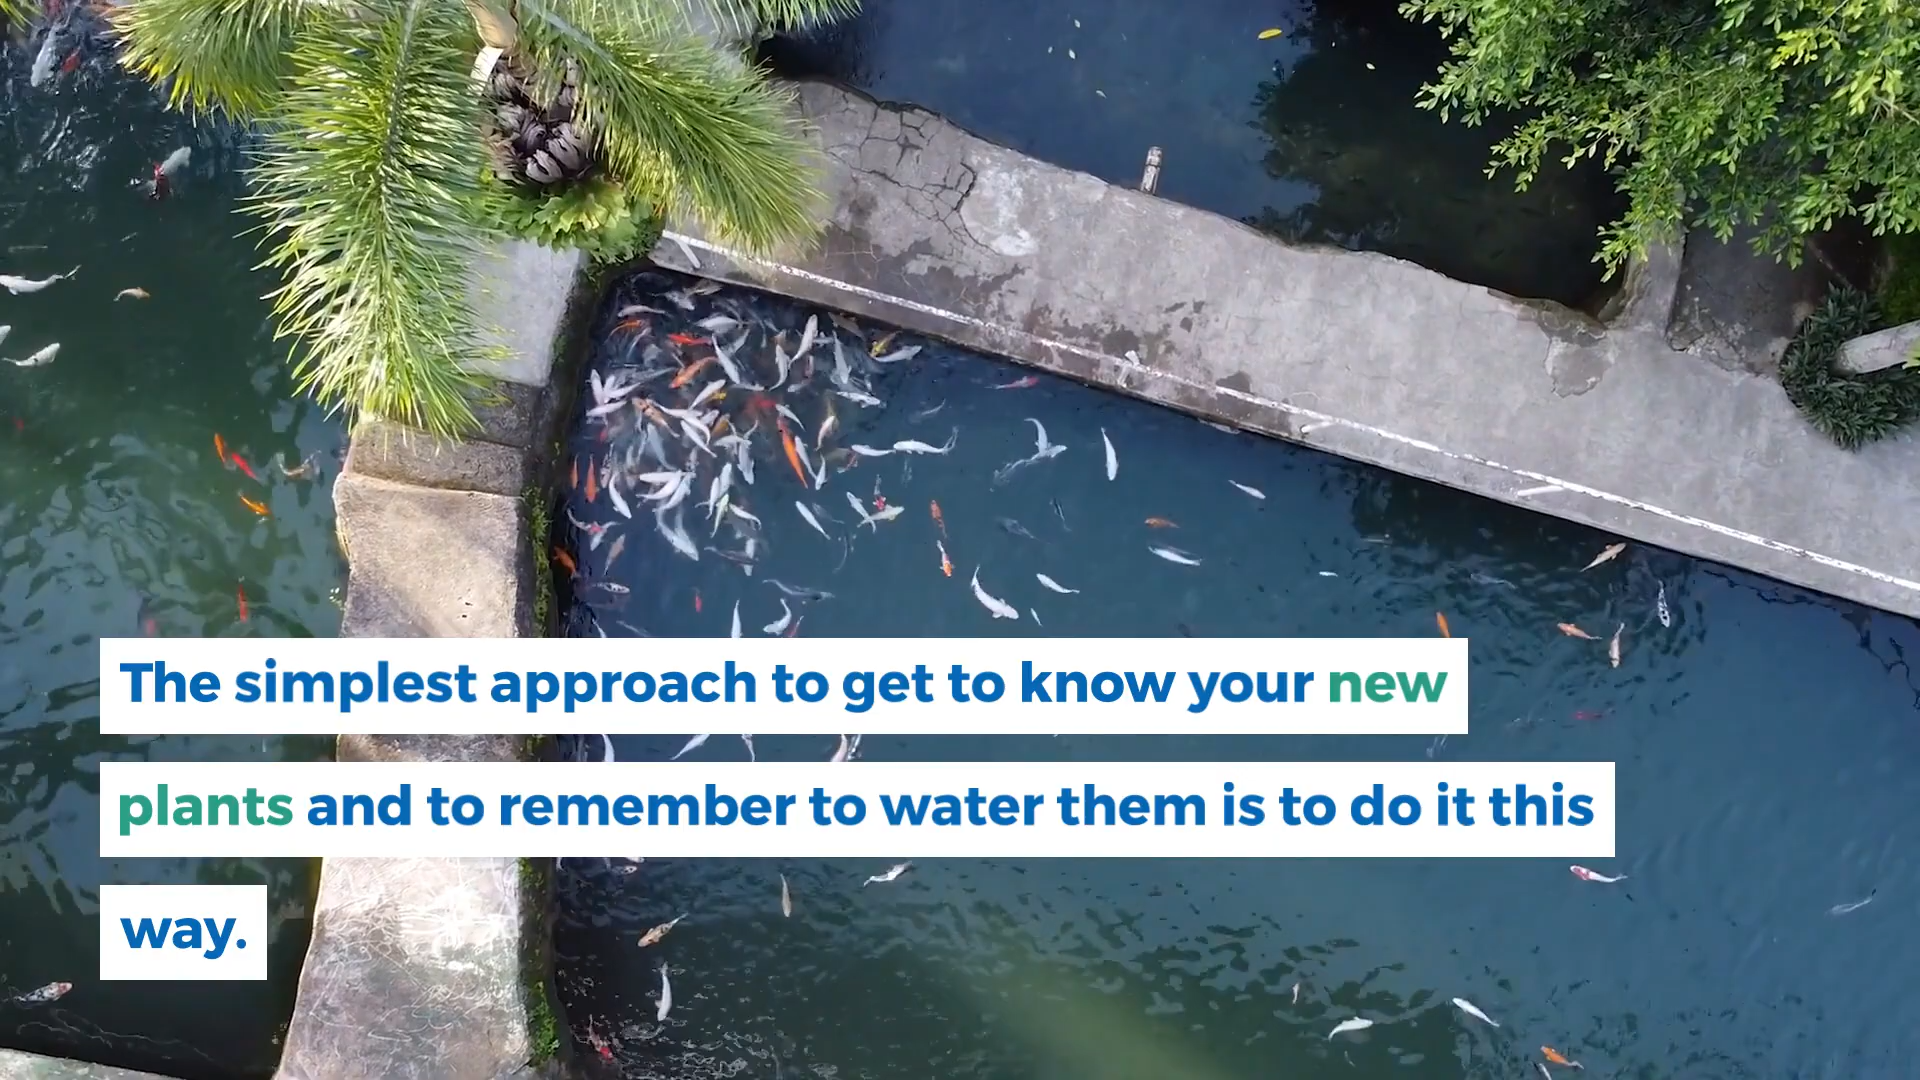 The simplest approach to get to know your new
plants and to remember to water them is to do it this
way.